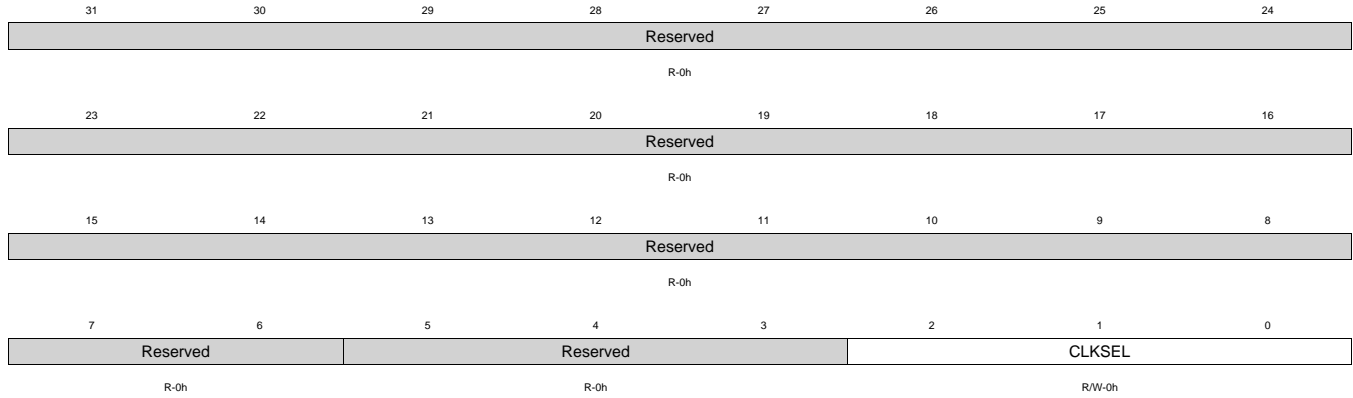 31 30 29 28 27 26 25 24
Reserved
R-0h
23 22 21 20 19 18 17 16
Reserved
R-0h
15 14 13 12 11 10 9 8
Reserved
R-0h
7 6 5 4 3 2 1 0
Reserved Reserved CLKSEL
R-0h R-0h R/W-0h